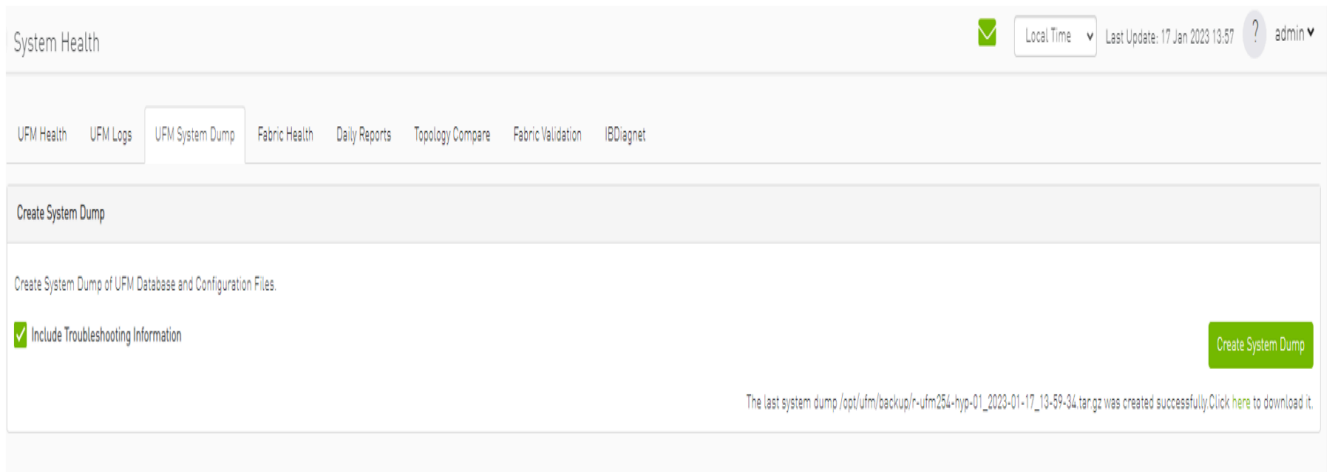 System Health
Local Time Last Update: 17 Jan 2023 13:57 ? admin
UFM Health UFM Logs UFM System Dump Fabric Health Daily Reports Topology Compare Fabric Validation IBDiagnet
Create System Dump
Create System Dump of UFM Database and Configuration Files.
Include Troubleshooting Information
Create System Dump
The last system dump /opt/ufm/backup/r-ufm254-hyp-01_2023-01-17_13-59-34.tar.gz was created successfully.Click here to download it.